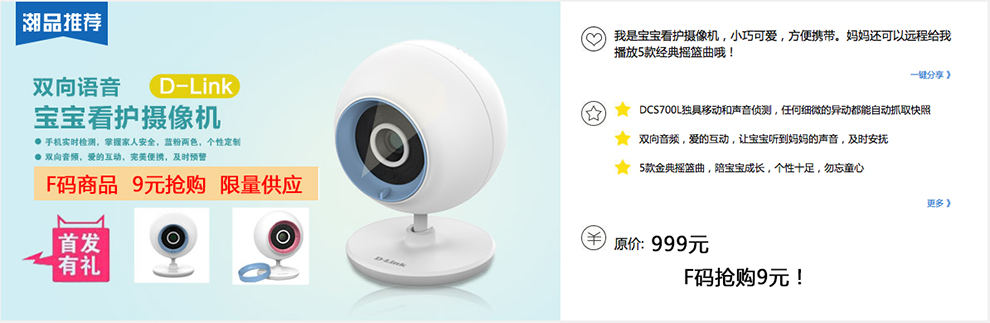 潮品推荐
双向语音 D-Link
宝宝看护摄像机
● 手机实时检测，掌握家人安全，蓝粉两色，个性定制
● 双向音频、爱的互动、完美便携，及时预警
F码商品 9元抢购 限量供应
首发
有礼
D-Link
我是宝宝看护摄像机，小巧可爱，方便携带。妈妈还可以远程给我
播放5款经典摇篮曲哦！
一键分享 》
DCS700L独具移动和声音侦测，任何细微的异动都能自动抓取快照
双向音频，爱的互动，让宝宝听到妈妈的声音，及时安抚
5款金典摇篮曲，陪宝宝成长，个性十足，勿忘童心
更多 》
¥ 原价: 999元
F码抢购9元！